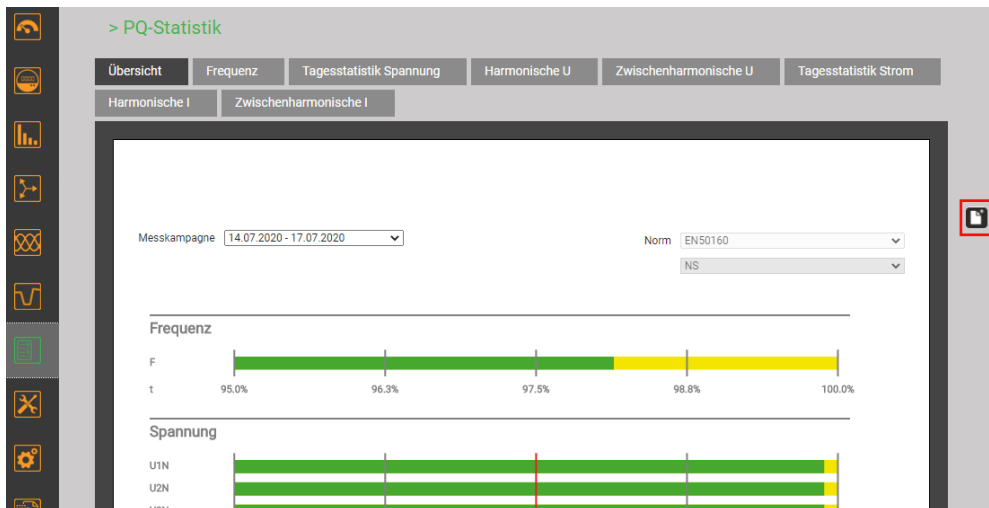 > PQ-Statistik
Übersicht Frequenz Tagesstatistik Spannung Harmonische U Zwischenharmonische U Tagesstatistik Strom
Harmonische I Zwischenharmonische I
Messkampagne 14.07.2020 - 17.07.2020 Norm EN50160
NS
Frequenz
F
t 95.0% 96.3% 97.5% 98.8% 100.0%
Spannung
U1N
U2N